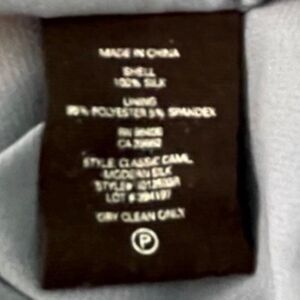 MADE IN CHINA
SHELL
100% SILK
LINING
95% POLYESTER 5% SPANDEX
RN
CA
STYLE: CLASSIC CAMI,
MODERN SILK
STYLE#
LOT #
DRY CLEAN ONLY
P